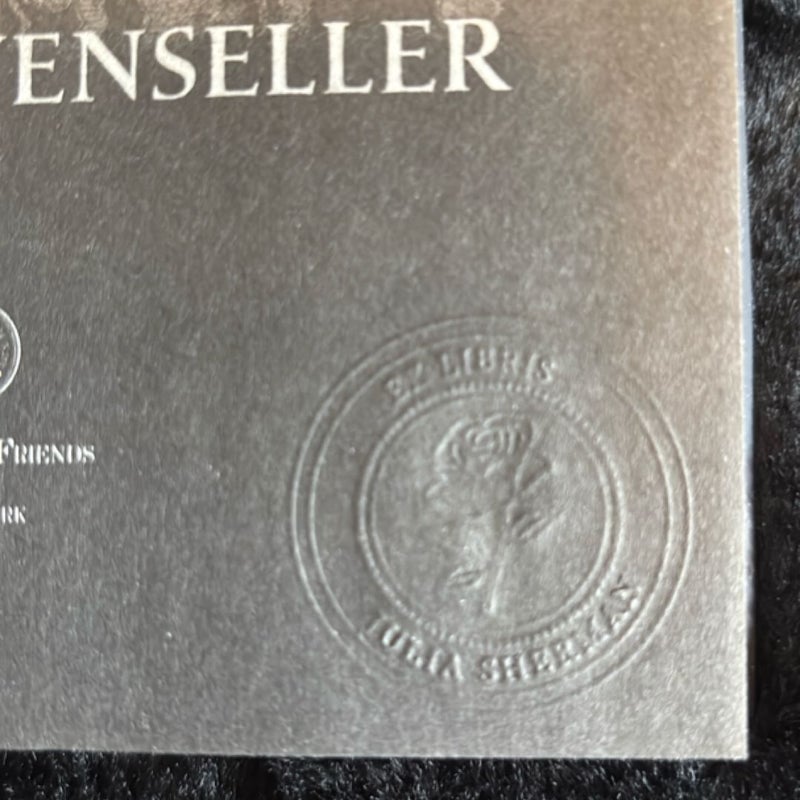 VENSELLER
FRIENDS
RK
EX LIBRIS
JULIA SHERMAN